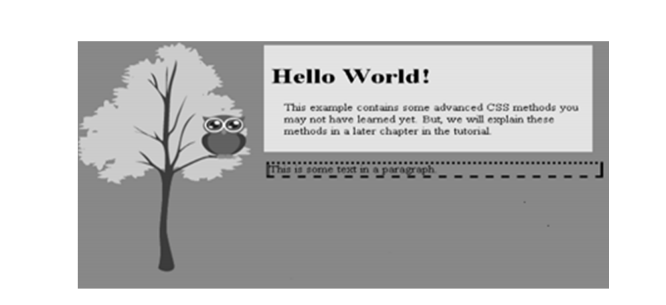 Hello World!
This example contains some advanced CSS methods you
may not have learned yet. But, we will explain these
methods in a later chapter in the tutorial.
This is some text in a paragraph.